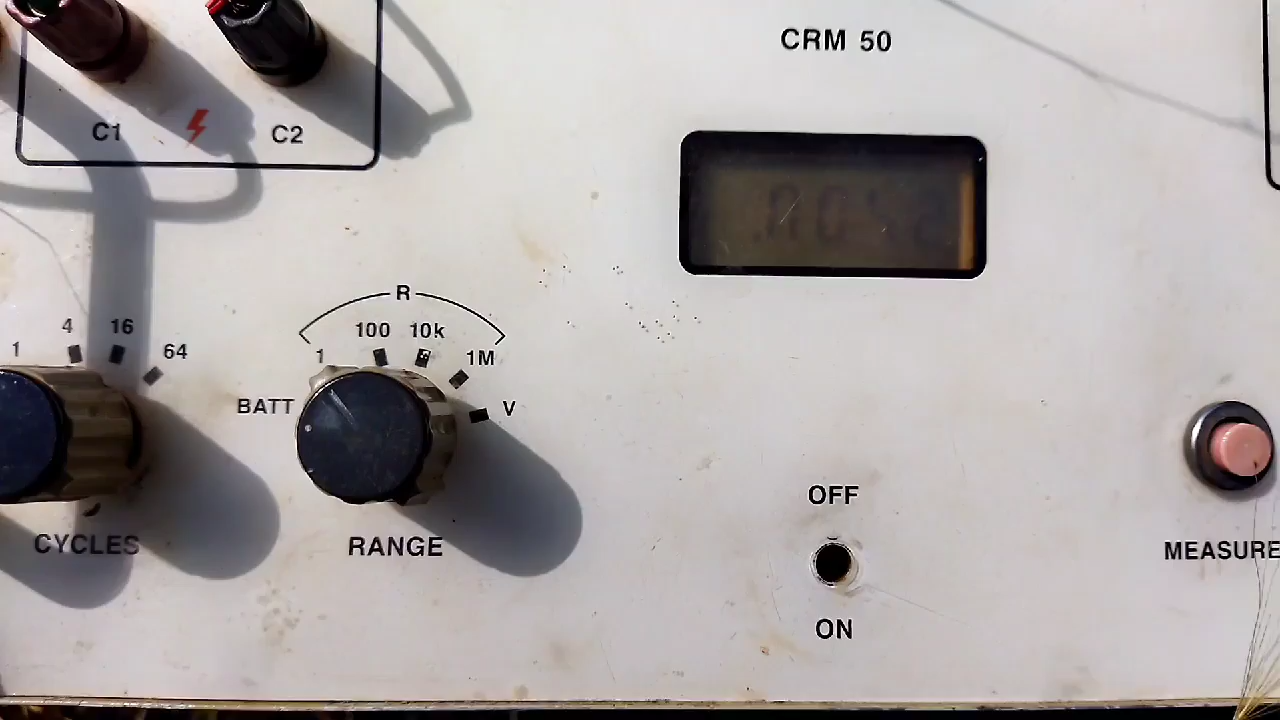 CRM 50
C1
C2
R
1
4
16
64
1
100
10k
1M
BATT
V
CYCLES
RANGE
OFF
ON
MEASURE